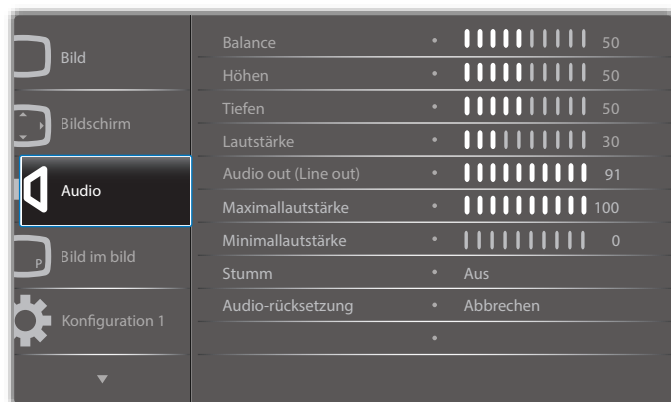 Bild
Bildschirm
Audio
P
Bild im bild
Konfiguration 1
Balance • 50
Höhen • 50
Tiefen • 50
Lautstärke • 30
Audio out (Line out) • 91
Maximallautstärke • 100
Minimallautstärke • 0
Stumm • Aus
Audio-rücksetzung • Abbrechen
•